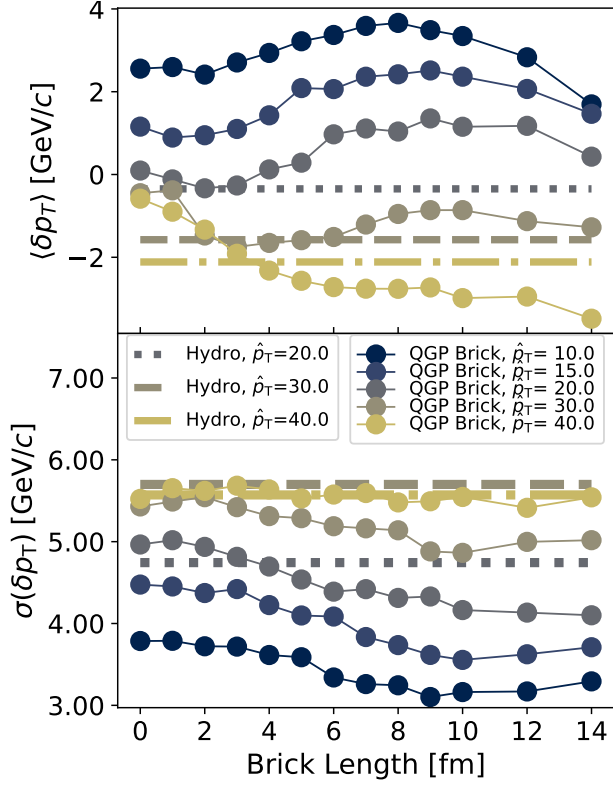 4
2
0
−2
⟨δp_T⟩ [GeV/c]
Hydro, p̂_T=20.0
Hydro, p̂_T=30.0
Hydro, p̂_T=40.0
QGP Brick, p̂_T= 10.0
QGP Brick, p̂_T= 15.0
QGP Brick, p̂_T= 20.0
QGP Brick, p̂_T= 30.0
QGP Brick, p̂_T= 40.0
7.00
6.00
5.00
4.00
3.00
σ(δp_T) [GeV/c]
0 2 4 6 8 10 12 14
Brick Length [fm]